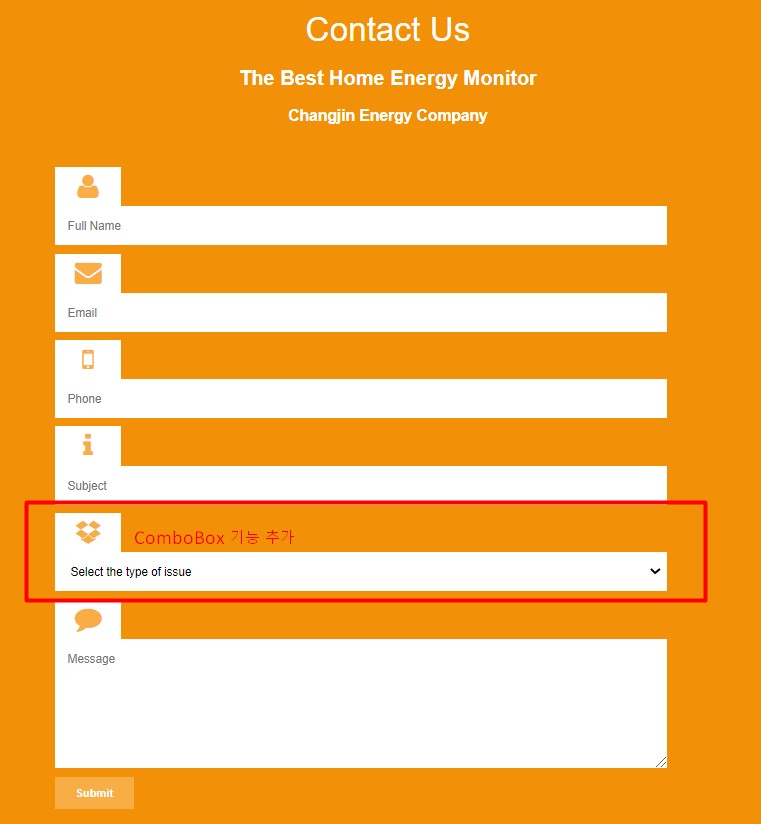 Contact Us
The Best Home Energy Monitor
Changjin Energy Company
Full Name
Email
Phone
Subject
ComboBox 기능 추가
Select the type of issue
Message
Submit